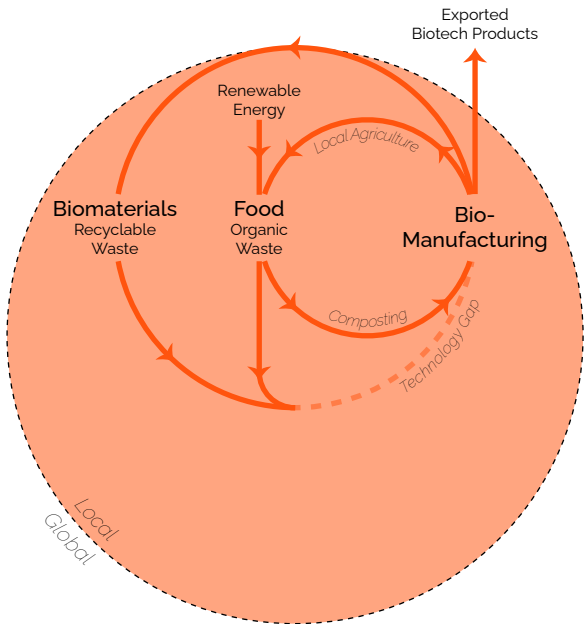 Exported
Biotech Products
Renewable
Energy
Local Agriculture
Biomaterials
Recyclable
Waste
Food
Organic
Waste
Bio-
Manufacturing
Composting
Technology Gap
Local
Global